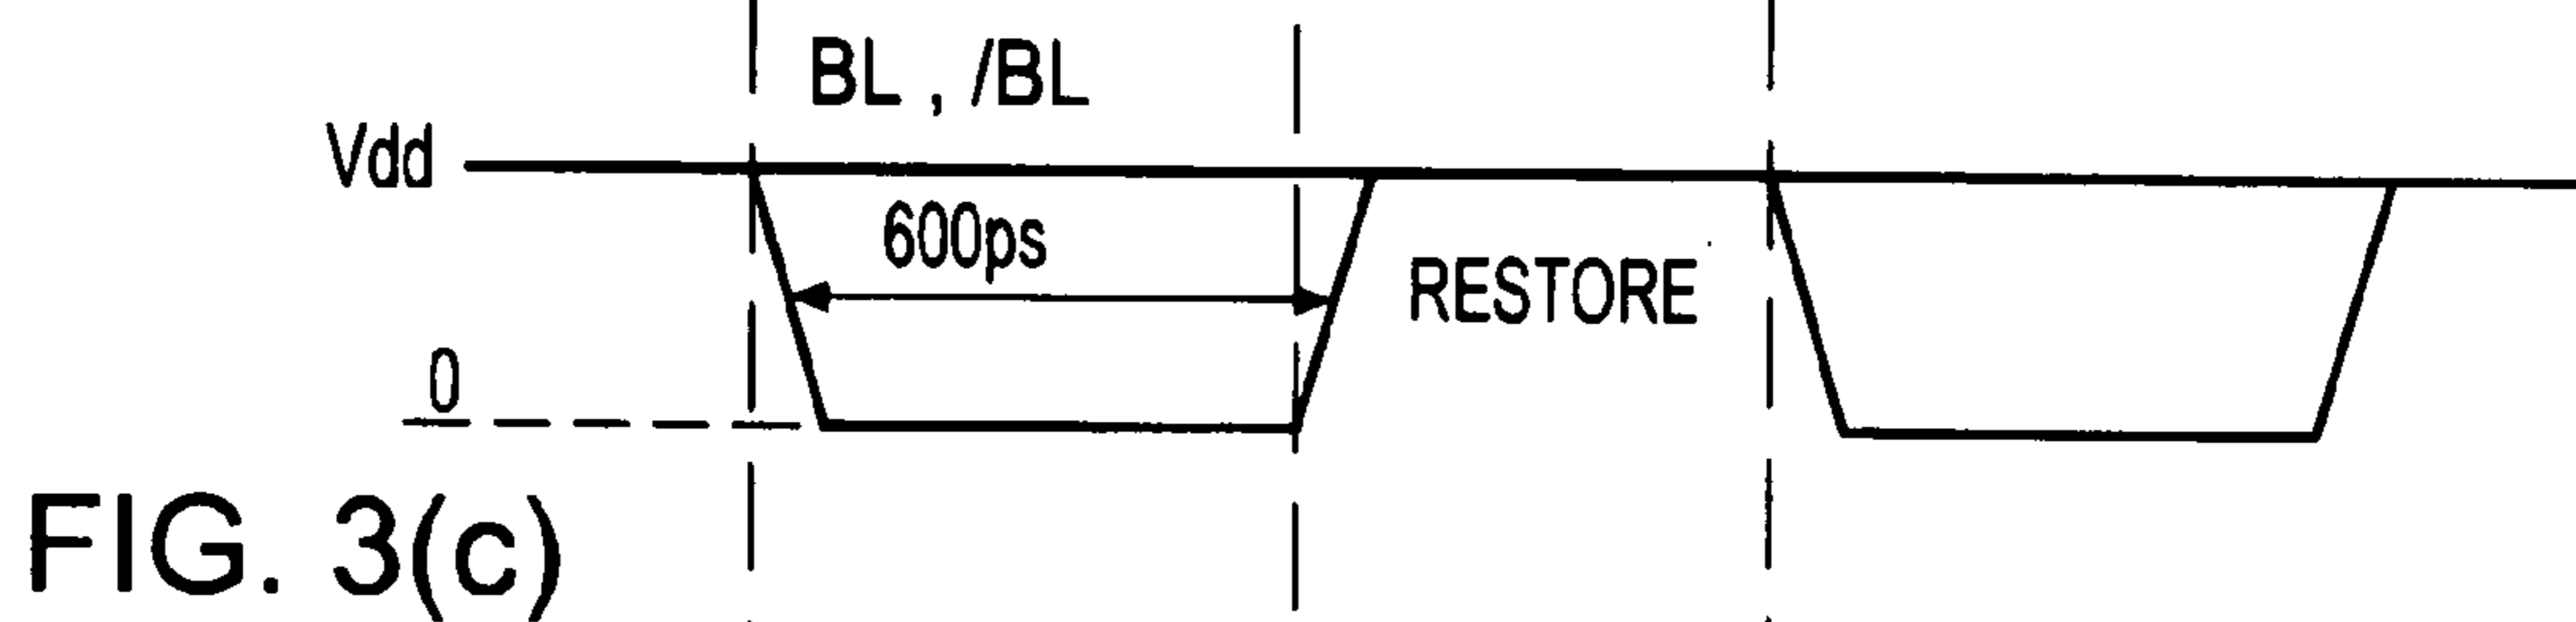 BL , /BL
Vdd
600ps
RESTORE
0
FIG. 3(c)